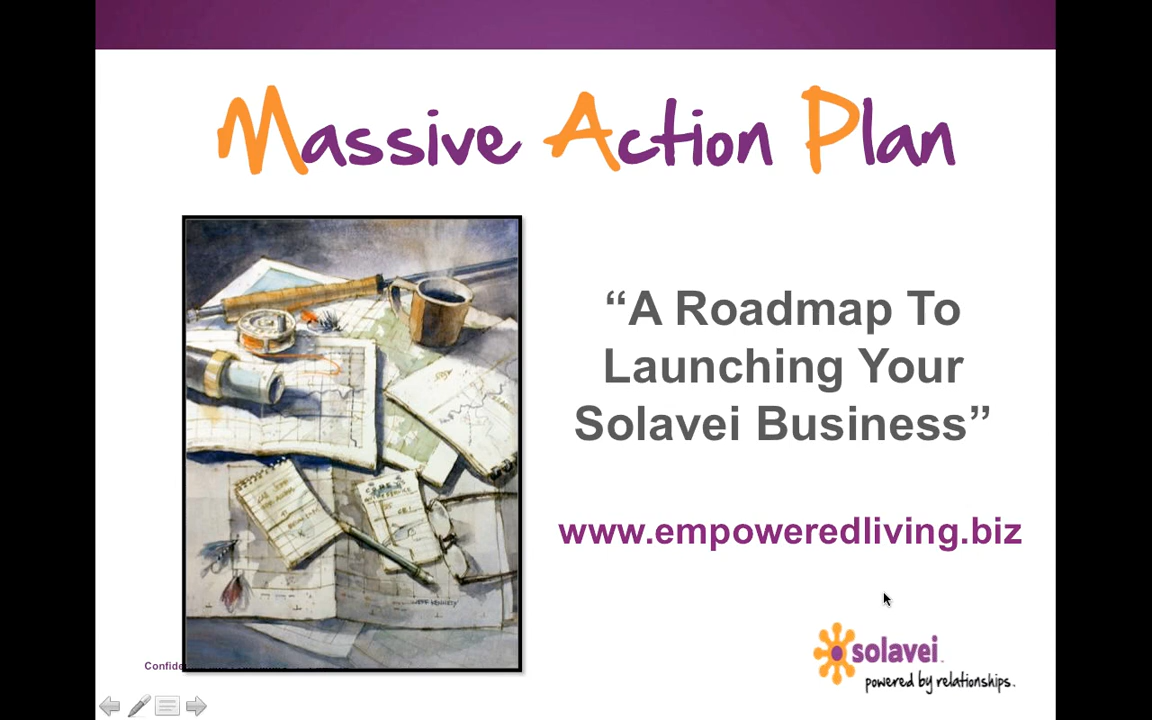 Massive Action Plan
“A Roadmap To
Launching Your
Solavei Business”
www.empoweredliving.biz
solavei
powered by relationships.